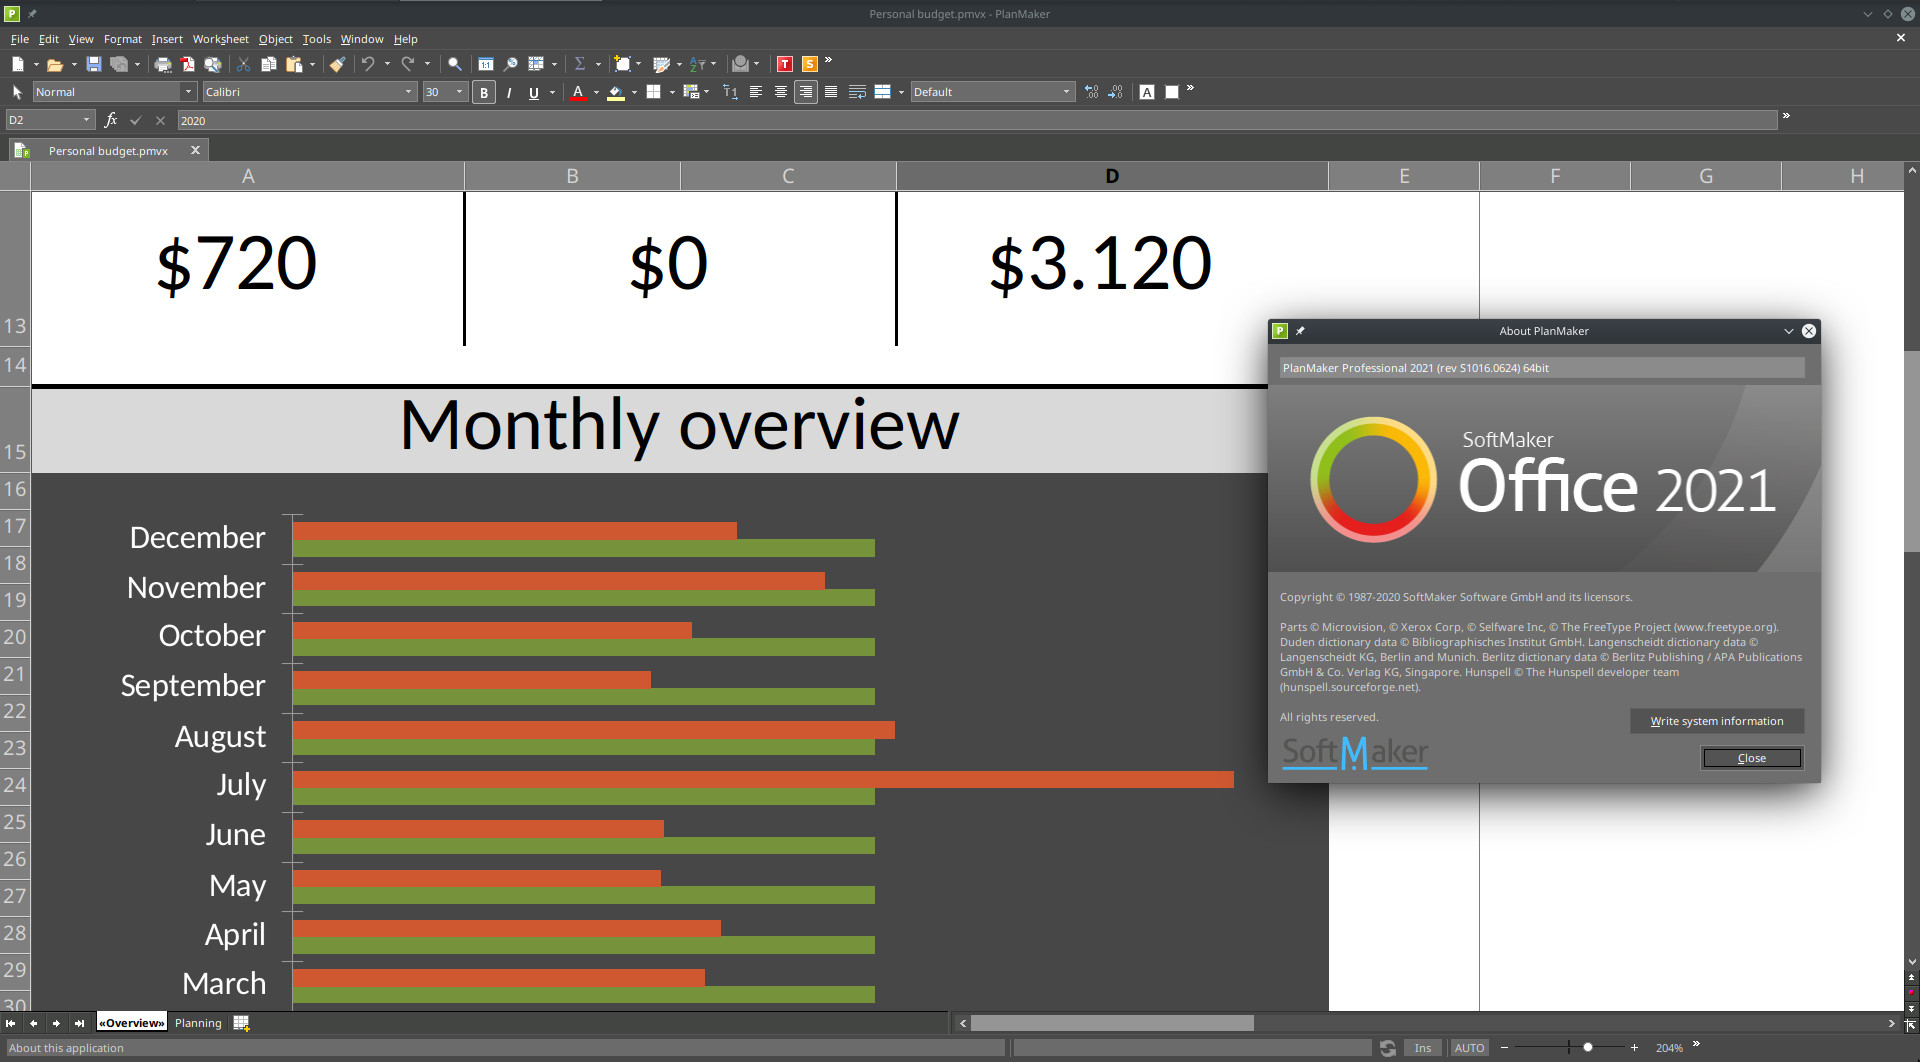 Personal budget.pmvx - PlanMaker
File Edit View Format Insert Worksheet Object Tools Window Help
Normal Calibri 30 B I U A Default A
D2 fx 2020
Personal budget.pmvx
A B C D E F G H
$720 $0 $3.120
13
14
Monthly overview
15
16
17
December
18
November
19
October
20
September
21
22
August
23
July
24
June
25
26
May
27
April
28
March
29
30
About PlanMaker
PlanMaker Professional 2021 (rev S1016.0624) 64bit
SoftMaker
Office 2021
Copyright © 1987-2020 SoftMaker Software GmbH and its licensors.
Parts © Microvision, © Xerox Corp, © Selfware Inc, © The FreeType Project (www.freetype.org).
Duden dictionary data © Bibliographisches Institut GmbH. Langenscheidt dictionary data ©
Langenscheidt KG, Berlin and Munich. Berlitz dictionary data © Berlitz Publishing / APA Publications
GmbH & Co. Verlag KG, Singapore. Hunspell © The Hunspell developer team
(hunspell.sourceforge.net).
All rights reserved.
Write system information
SoftMaker
Close
«Overview» Planning
About this application Ins AUTO 204%